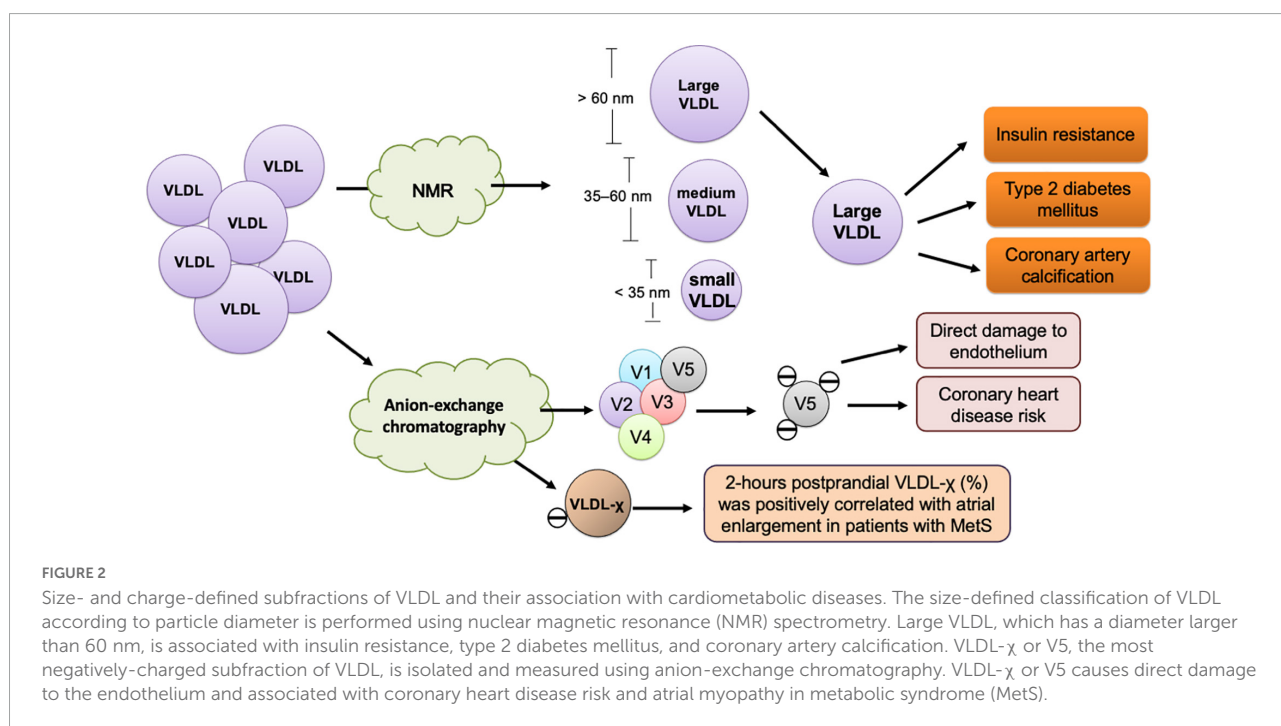 VLDL
VLDL
VLDL
VLDL
VLDL
VLDL
NMR
> 60 nm
Large
VLDL
35–60 nm
medium
VLDL
< 35 nm
small
VLDL
Large
VLDL
Insulin resistance
Type 2 diabetes
mellitus
Coronary artery
calcification
Anion-exchange
chromatography
V1
V5
V2
V3
V4
V5
Direct damage to
endothelium
Coronary heart
disease risk
VLDL-χ
2-hours postprandial VLDL-χ (%)
was positively correlated with atrial
enlargement in patients with MetS
FIGURE 2
Size- and charge-defined subfractions of VLDL and their association with cardiometabolic diseases. The size-defined classification of VLDL
according to particle diameter is performed using nuclear magnetic resonance (NMR) spectrometry. Large VLDL, which has a diameter larger
than 60 nm, is associated with insulin resistance, type 2 diabetes mellitus, and coronary artery calcification. VLDL-χ or V5, the most
negatively-charged subfraction of VLDL, is isolated and measured using anion-exchange chromatography. VLDL-χ or V5 causes direct damage
to the endothelium and associated with coronary heart disease risk and atrial myopathy in metabolic syndrome (MetS).